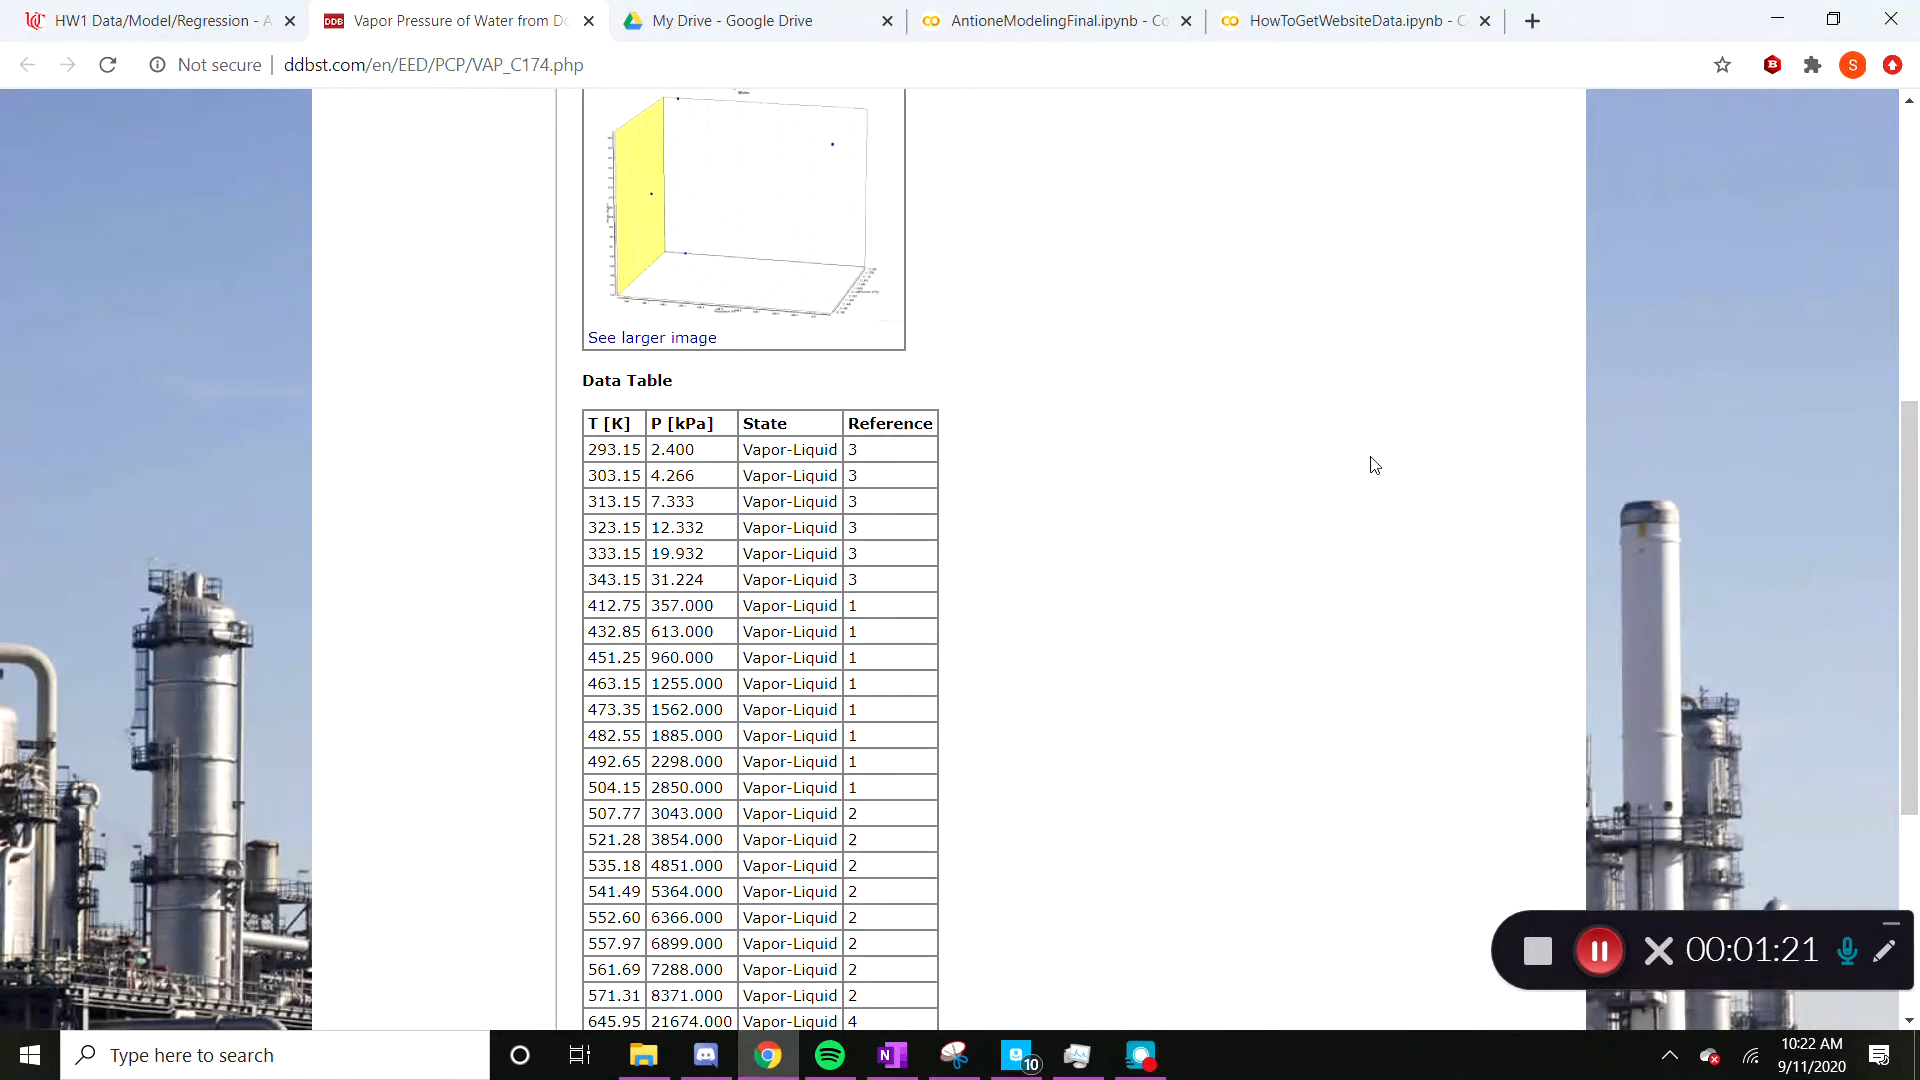 HW1 Data/Model/Regression - A
DDB Vapor Pressure of Water from Do
My Drive - Google Drive
AntioneModelingFinal.ipynb - Co
HowToGetWebsiteData.ipynb - C
Not secure
ddbst.com/en/EED/PCP/VAP_C174.php
S
See larger image
Data Table
T [K] P [kPa] State Reference
293.15 2.400 Vapor-Liquid 3
303.15 4.266 Vapor-Liquid 3
313.15 7.333 Vapor-Liquid 3
323.15 12.332 Vapor-Liquid 3
333.15 19.932 Vapor-Liquid 3
343.15 31.224 Vapor-Liquid 3
412.75 357.000 Vapor-Liquid 1
432.85 613.000 Vapor-Liquid 1
451.25 960.000 Vapor-Liquid 1
463.15 1255.000 Vapor-Liquid 1
473.35 1562.000 Vapor-Liquid 1
482.55 1885.000 Vapor-Liquid 1
492.65 2298.000 Vapor-Liquid 1
504.15 2850.000 Vapor-Liquid 1
507.77 3043.000 Vapor-Liquid 2
521.28 3854.000 Vapor-Liquid 2
535.18 4851.000 Vapor-Liquid 2
541.49 5364.000 Vapor-Liquid 2
552.60 6366.000 Vapor-Liquid 2
557.97 6899.000 Vapor-Liquid 2
561.69 7288.000 Vapor-Liquid 2
571.31 8371.000 Vapor-Liquid 2
645.95 21674.000 Vapor-Liquid 4
00:01:21
Type here to search
10
10:22 AM
9/11/2020